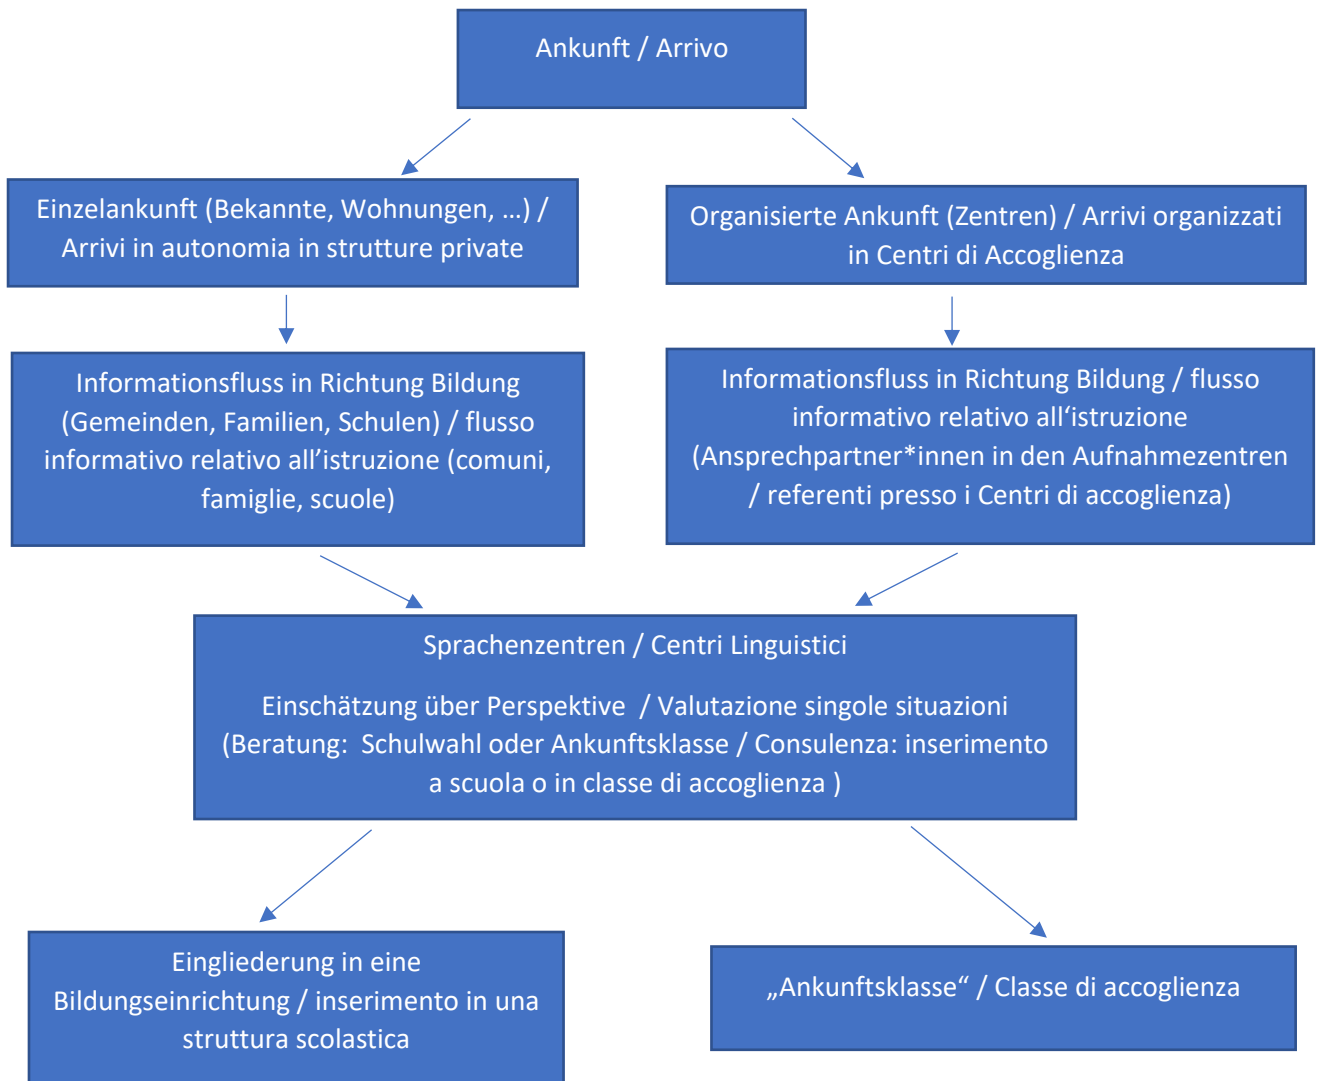 Ankunft / Arrivo
Einzelankunft (Bekannte, Wohnungen, …) /
Arrivi in autonomia in strutture private
Organisierte Ankunft (Zentren) / Arrivi organizzati
in Centri di Accoglienza
Informationsfluss in Richtung Bildung
(Gemeinden, Familien, Schulen) / flusso
informativo relativo all’istruzione (comuni,
famiglie, scuole)
Informationsfluss in Richtung Bildung / flusso
informativo relativo all‘istruzione
(Ansprechpartner*innen in den Aufnahmezentren
/ referenti presso i Centri di accoglienza)
Sprachenzentren / Centri Linguistici
Einschätzung über Perspektive  / Valutazione singole situazioni
(Beratung:  Schulwahl oder Ankunftsklasse / Consulenza: inserimento
a scuola o in classe di accoglienza )
Eingliederung in eine
Bildungseinrichtung / inserimento in una
struttura scolastica
„Ankunftsklasse“ / Classe di accoglienza